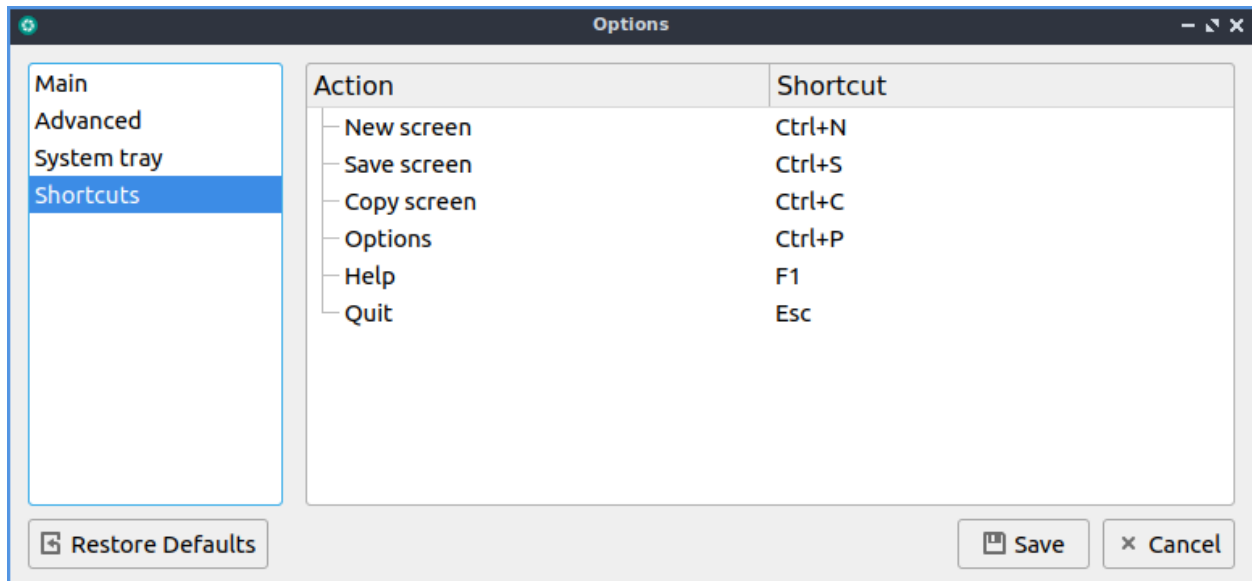 Options
Main
Advanced
System tray
Shortcuts
Action Shortcut
New screen Ctrl+N
Save screen Ctrl+S
Copy screen Ctrl+C
Options Ctrl+P
Help F1
Quit Esc
Restore Defaults Save Cancel